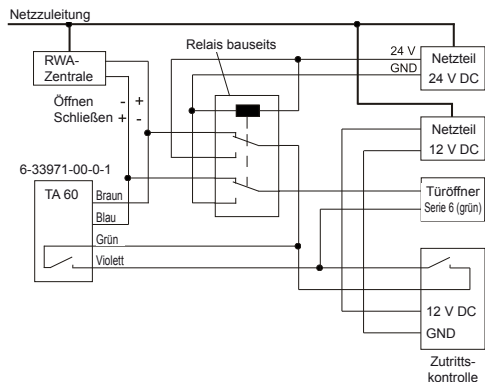 Netzzuleitung
RWA-
Zentrale
Relais bauseits
24 V
GND
Netzteil
24 V DC
Öffnen - +
Schließen + -
Netzteil
12 V DC
6-33971-00-0-1
TA 60
Braun
Blau
Grün
Violett
Türöffner
Serie 6 (grün)
12 V DC
GND
Zutritts-
kontrolle